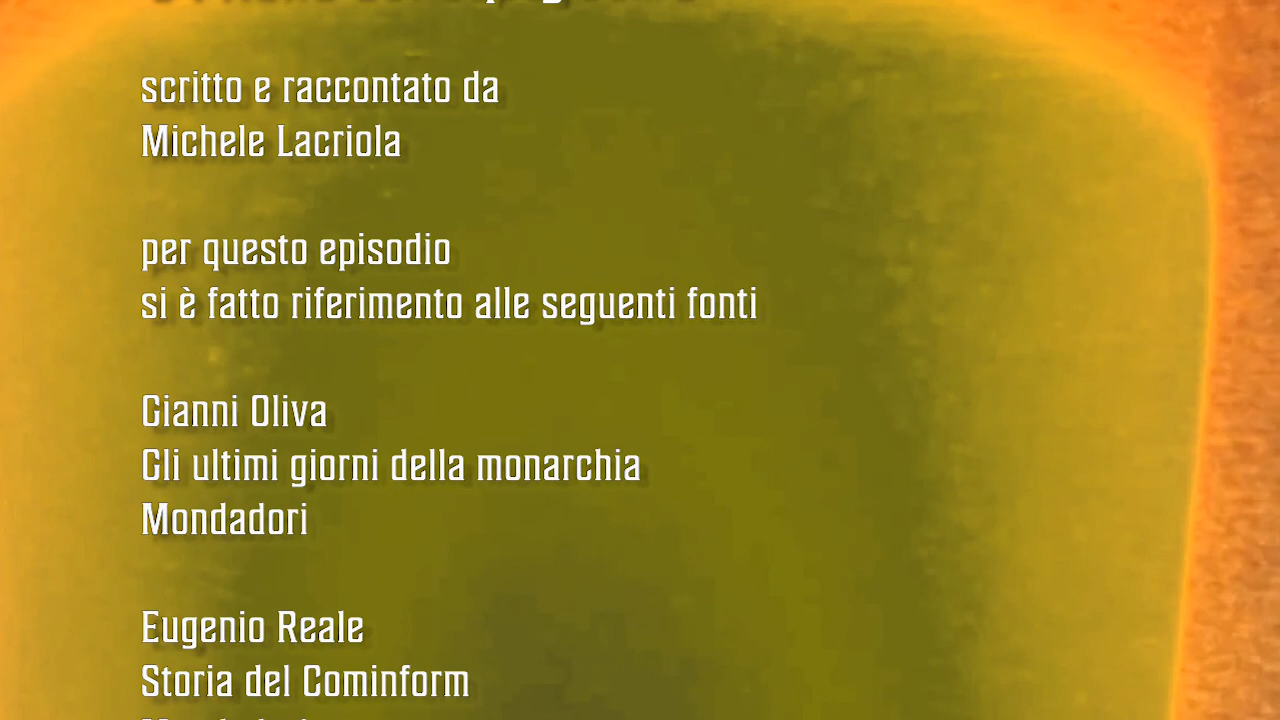 scritto e raccontato da
Michele Lacriola
per questo episodio
si è fatto riferimento alle seguenti fonti
Gianni Oliva
Gli ultimi giorni della monarchia
Mondadori
Eugenio Reale
Storia del Cominform